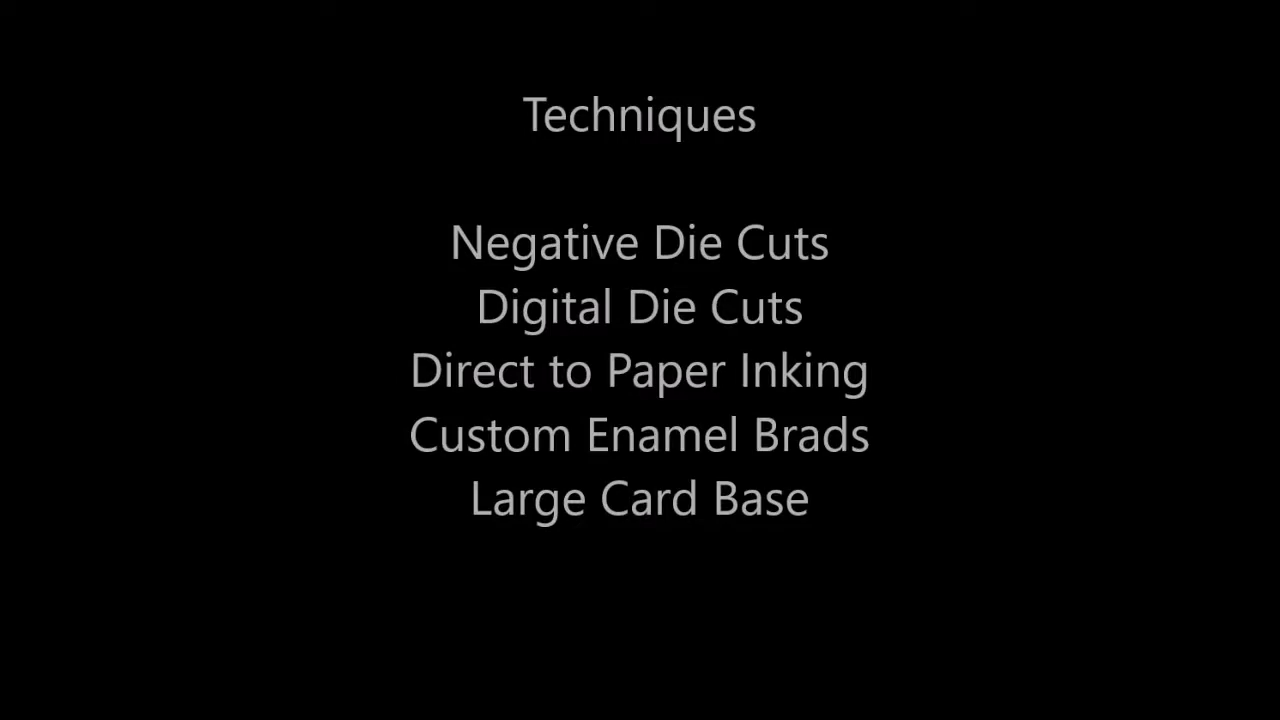 Techniques
Negative Die Cuts
Digital Die Cuts
Direct to Paper Inking
Custom Enamel Brads
Large Card Base